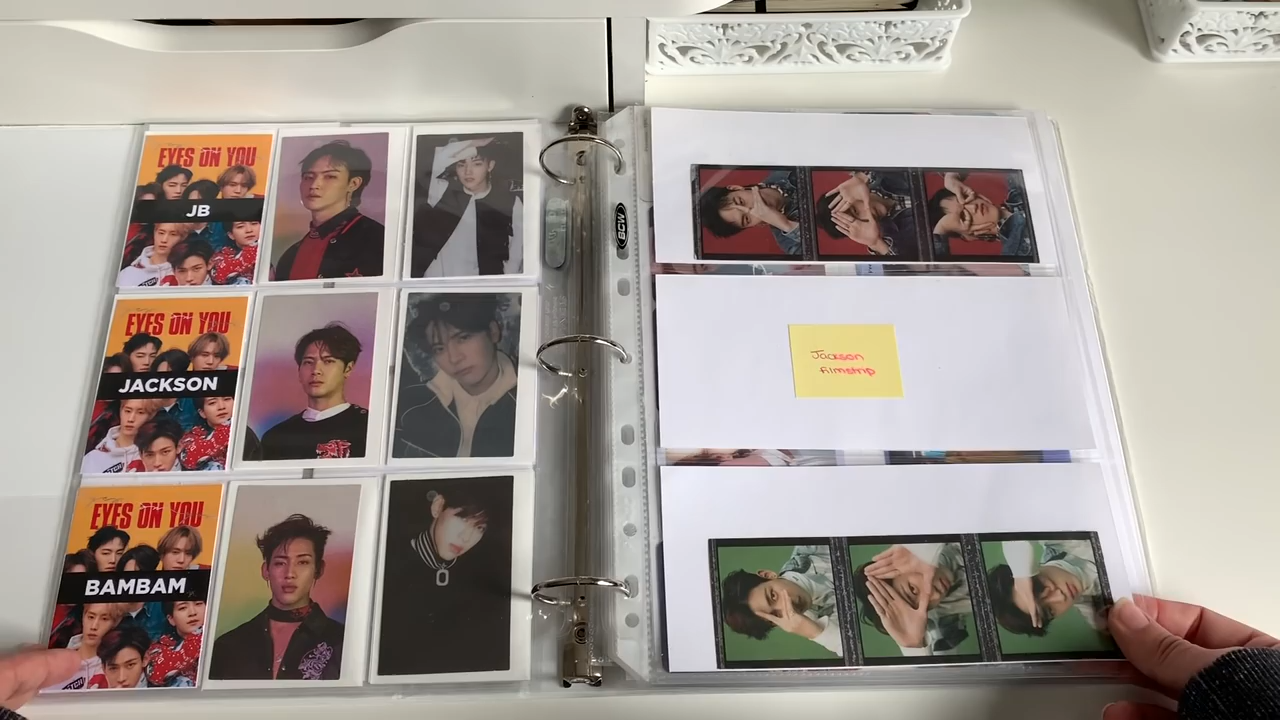 EYES ON YOU
JB
EYES ON YOU
JACKSON
EYES ON YOU
BAMBAM
BCW
Jackson
Filmstrip